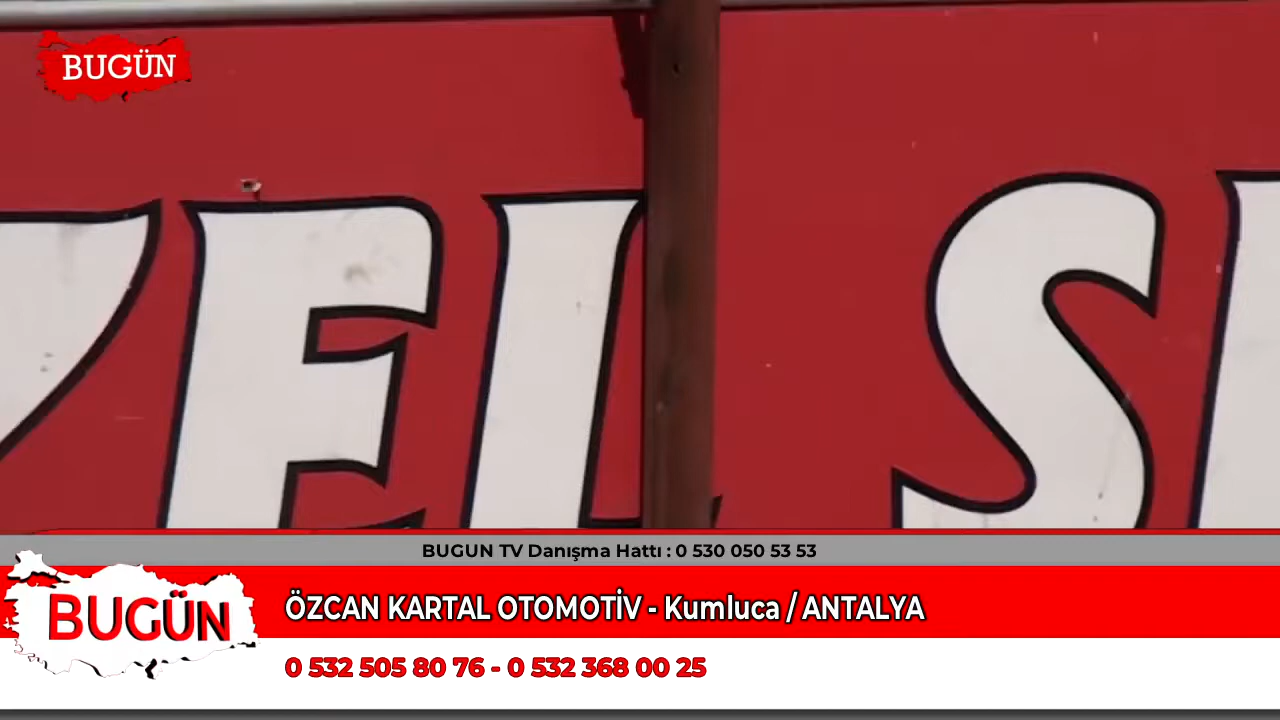 BUGÜN
EL S
BUGUN TV Danışma Hattı : 0 530 050 53 53
BUGÜN
ÖZCAN KARTAL OTOMOTİV - Kumluca / ANTALYA
0 532 505 80 76 - 0 532 368 00 25